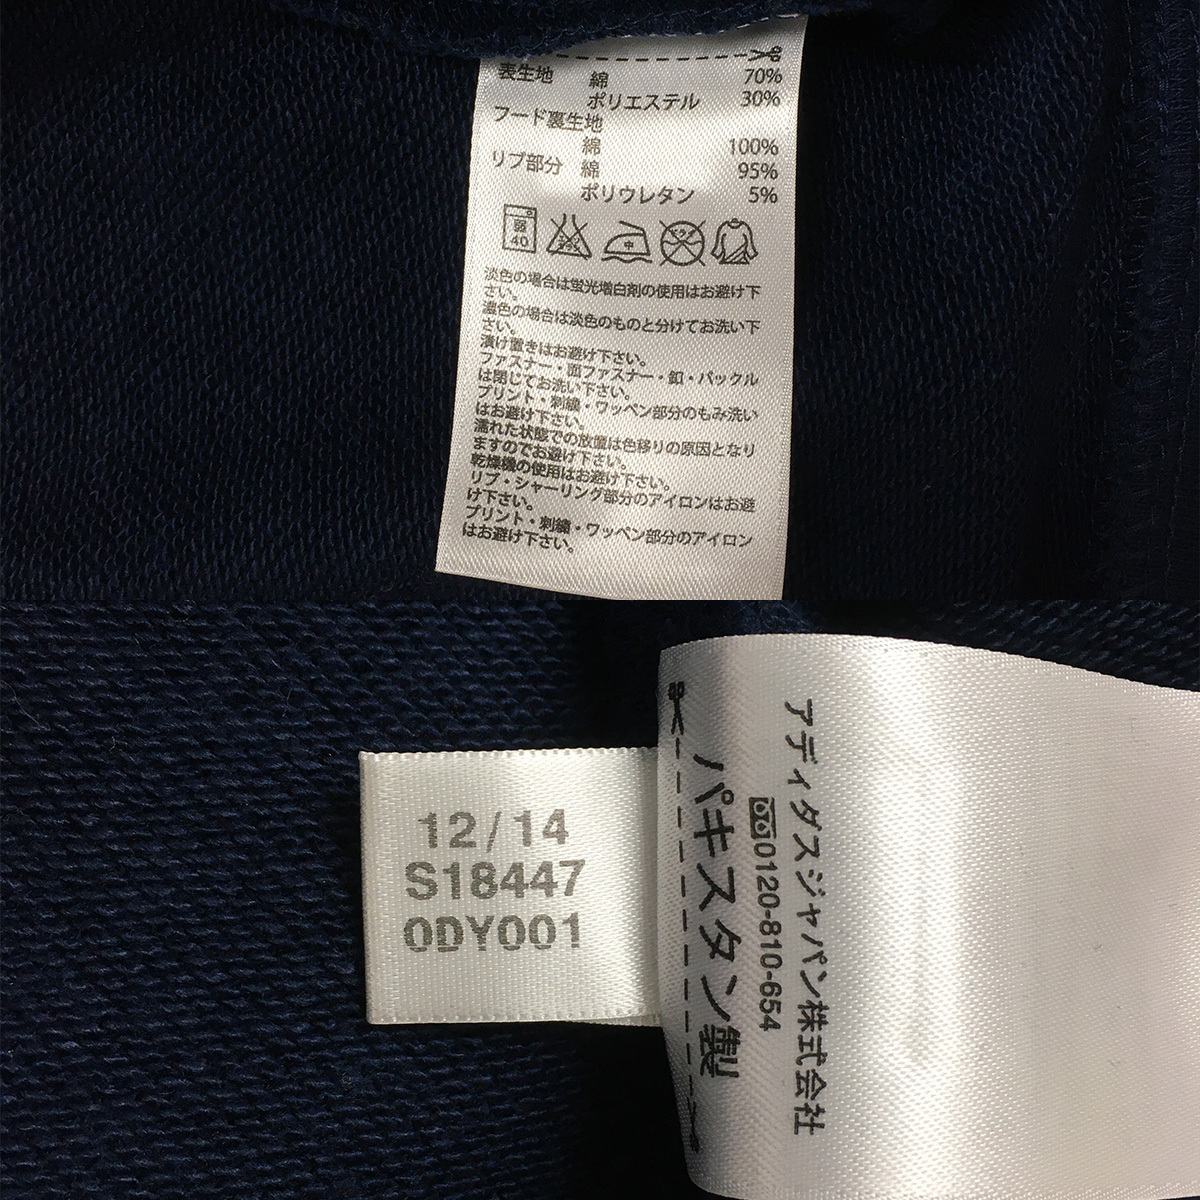 表生地 綿 70%
ポリエステル 30%
フード裏生地
綿 100%
リブ部分 綿 95%
ポリウレタン 5%
弱
40
エンソ
サラシ
中
ドライ
淡色の場合は蛍光増白剤の使用はお避け下
さい。
濃色の場合は淡色のものと分けてお洗い下
さい。
漬け置きはお避け下さい。
ファスナー・面ファスナー・釦・バックル
は閉じてお洗い下さい。
プリント・刺繍・ワッペン部分のもみ洗い
はお避け下さい。
濡れた状態での放置は色移りの原因となり
ますのでお避け下さい。
乾燥機の使用はお避け下さい。
リブ・シャーリング部分のアイロンはお避
け下さい。
プリント・刺繍・ワッペン部分のアイロン
はお避け下さい。
12/14
S18447
0DY001
アディダスジャパン株式会社
0120-810-654
パキスタン製